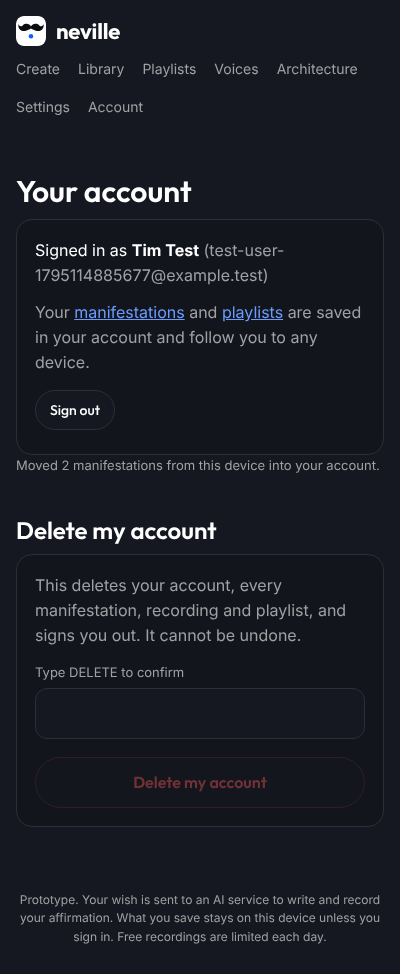 neville
Create Library Playlists Voices Architecture
Settings Account
Your account
Signed in as Tim Test (test-user-
1795114885677@example.test)
Your manifestations and playlists are saved
in your account and follow you to any
device.
Sign out
Moved 2 manifestations from this device into your account.
Delete my account
This deletes your account, every
manifestation, recording and playlist, and
signs you out. It cannot be undone.
Type DELETE to confirm
Delete my account
Prototype. Your wish is sent to an AI service to write and record
your affirmation. What you save stays on this device unless you
sign in. Free recordings are limited each day.